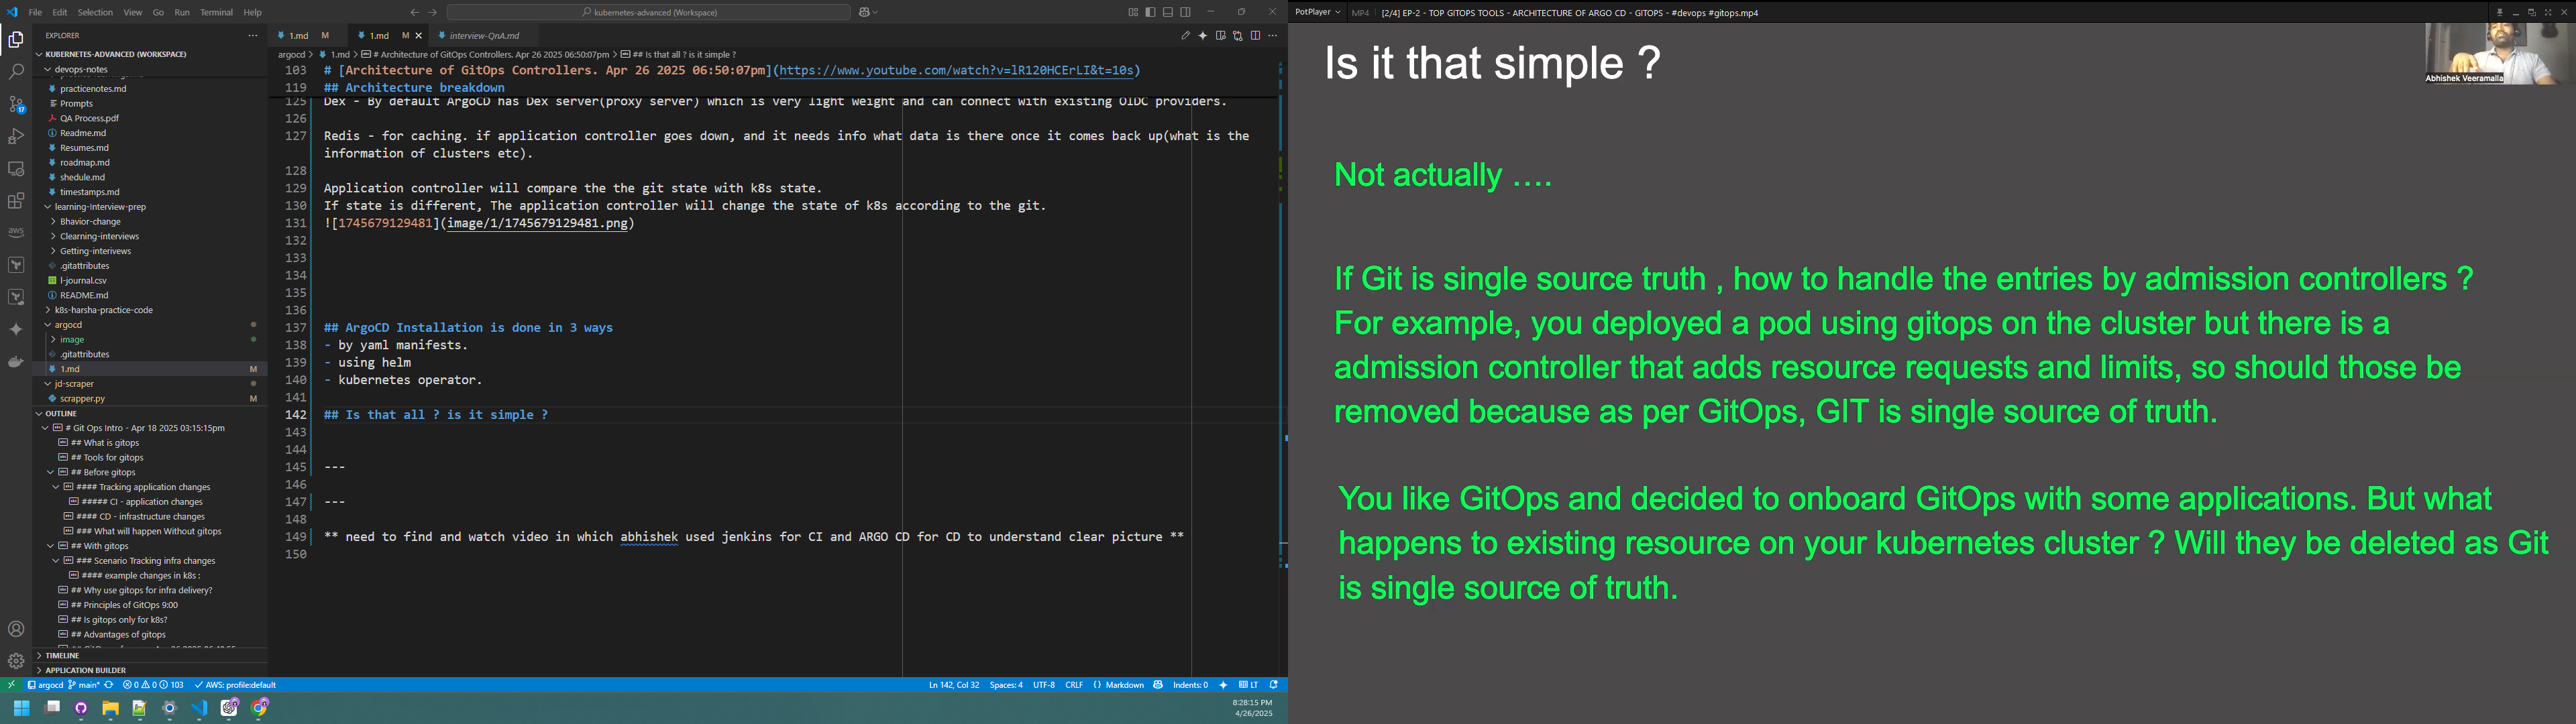 File Edit Selection View Go Run Terminal Help
kubernetes-advanced (Workspace)
EXPLORER
KUBERNETES-ADVANCED (WORKSPACE)
devops-notes
practicenotes.md
Prompts
QA Process.pdf
Readme.md
Resumes.md
roadmap.md
shedule.md
timestamps.md
learning-Interview-prep
Bhavior-change
Clearning-interviews
Getting-interivews
.gitattributes
l-journal.csv
README.md
k8s-harsha-practice-code
argocd
image
.gitattributes
1.md M
jd-scraper
scrapper.py M
OUTLINE
# Git Ops Intro - Apr 18 2025 03:15:15pm
## What is gitops
## Tools for gitops
## Before gitops
#### Tracking application changes
##### CI - application changes
#### CD - infrastructure changes
### What will happen Without gitops
## With gitops
### Scenario Tracking infra changes
#### example changes in k8s :
## Why use gitops for infra delivery?
## Principles of GitOps 9:00
## Is gitops only for k8s?
## Advantages of gitops
TIMELINE
APPLICATION BUILDER
1.md M
1.md M
interview-QnA.md
argocd > 1.md > # Architecture of GitOps Controllers. Apr 26 2025 06:50:07pm > ## Is that all ? is it simple ?
103 # [Architecture of GitOps Controllers. Apr 26 2025 06:50:07pm](https://www.youtube.com/watch?v=lR120HCErLI&t=10s)
119 ## Architecture breakdown
125 Dex - By default ArgoCD has Dex server(proxy server) which is very light weight and can connect with existing OIDC providers.
126
127 Redis - for caching. if application controller goes down, and it needs info what data is there once it comes back up(what is the
information of clusters etc).
128
129 Application controller will compare the the git state with k8s state.
130 If state is different, The application controller will change the state of k8s according to the git.
131 ![1745679129481](image/1/1745679129481.png)
132
133
134
135
136
137 ## ArgoCD Installation is done in 3 ways
138 - by yaml manifests.
139 - using helm
140 - kubernetes operator.
141
142 ## Is that all ? is it simple ?
143
144
145 ---
146
147 ---
148
149 ** need to find and watch video in which abhishek used jenkins for CI and ARGO CD for CD to understand clear picture **
150
argocd main* 0 0 103 AWS: profile:default
Ln 142, Col 32 Spaces: 4 UTF-8 CRLF {} Markdown Indents: 0 LT
8:28:15 PM
4/26/2025
PotPlayer MP4 [2/4] EP-2 - TOP GITOPS TOOLS - ARCHITECTURE OF ARGO CD - GITOPS - #devops #gitops.mp4
Is it that simple ?
Abhishek Veeramalla
Not actually ....
If Git is single source truth , how to handle the entries by admission controllers ?
For example, you deployed a pod using gitops on the cluster but there is a
admission controller that adds resource requests and limits, so should those be
removed because as per GitOps, GIT is single source of truth.
You like GitOps and decided to onboard GitOps with some applications. But what
happens to existing resource on your kubernetes cluster ? Will they be deleted as Git
is single source of truth.